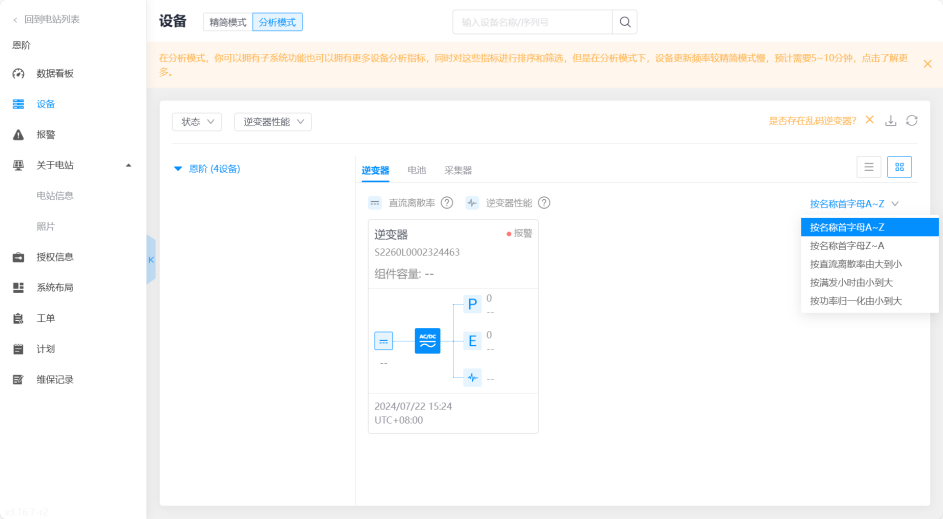 回到电站列表
恩阶
数据看板
设备
报警
关于电站
电站信息
照片
授权信息
系统布局
工单
计划
维保记录
v1.16.7-r.2
设备
精简模式 分析模式
输入设备名称/序列号
在分析模式，你可以拥有子系统功能也可以拥有更多设备分析指标，同时对这些指标进行排序和筛选，但是在分析模式下，设备更新频率较精简模式慢，预计需要5~10分钟，点击了解更
多。
状态 逆变器性能
是否存在乱码逆变器?
恩阶 (4设备)
逆变器 电池 采集器
直流离散率 ? 逆变器性能 ?
按名称首字母A~Z
按名称首字母A~Z
按名称首字母Z~A
按直流离散率由大到小
按满发小时由小到大
按功率归一化由小到大
逆变器 报警
S2260L0002324463
组件容量: --
P 0
--
AC/DC
E 0
--
--
--
2024/07/22 15:24
UTC+08:00